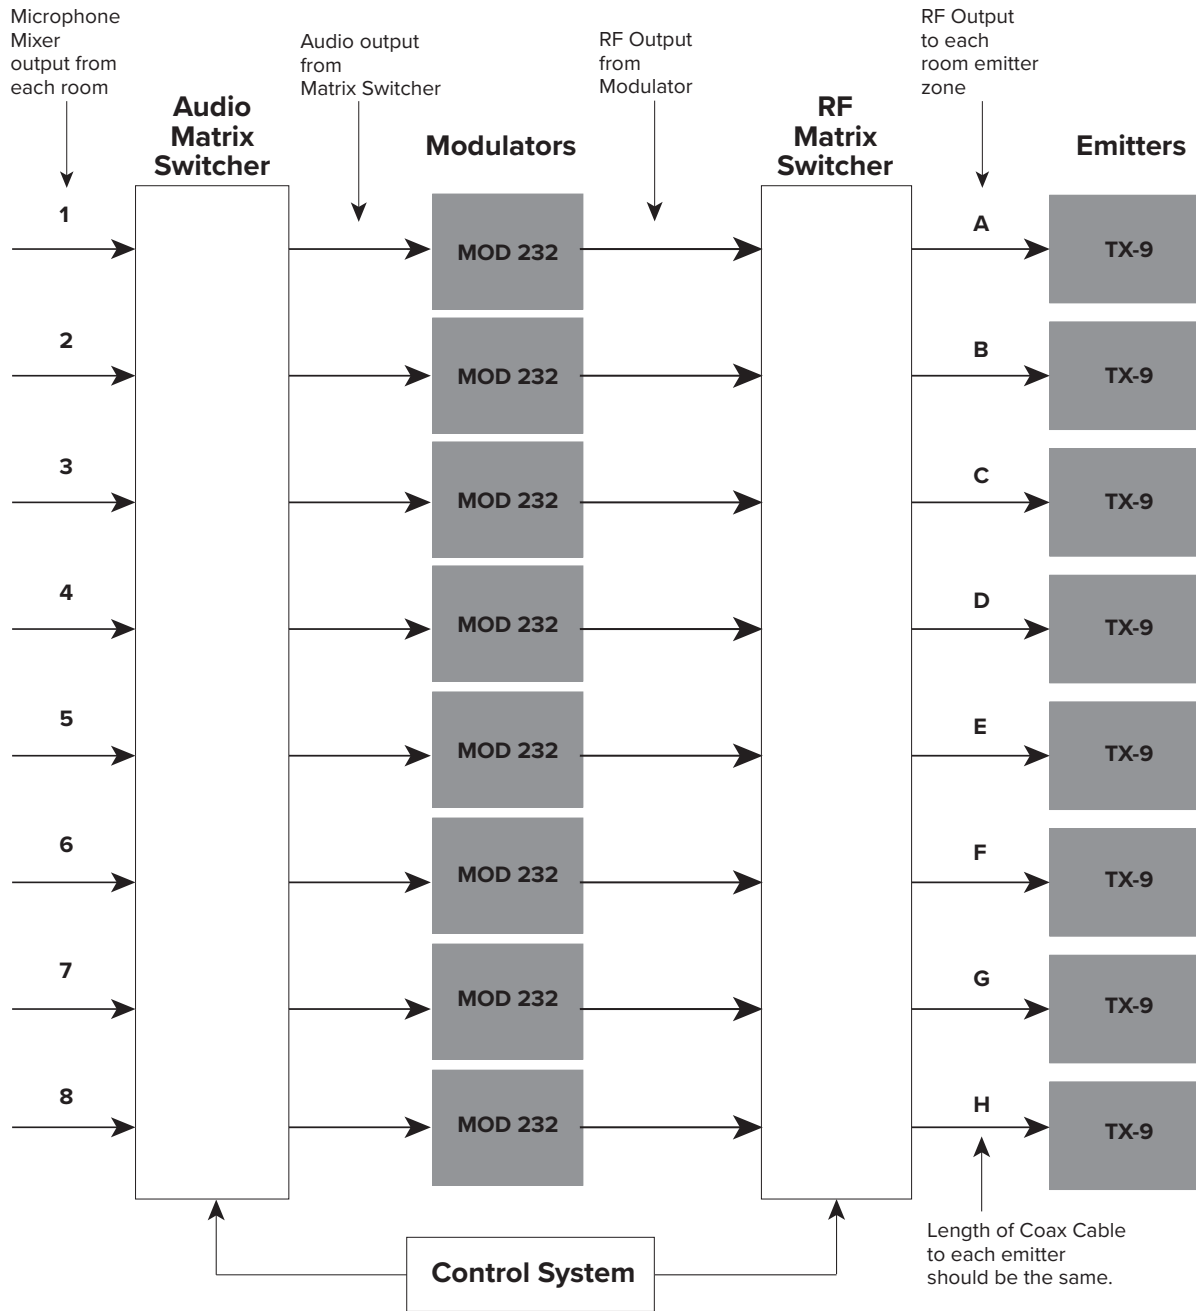 Microphone
Mixer
output from
each room
Audio output
from
Matrix Switcher
RF Output
from
Modulator
RF Output
to each
room emitter
zone
Audio
Matrix
Switcher
Modulators
RF
Matrix
Switcher
Emitters
1
MOD 232
A
TX-9
2
MOD 232
B
TX-9
3
MOD 232
C
TX-9
4
MOD 232
D
TX-9
5
MOD 232
E
TX-9
6
MOD 232
F
TX-9
7
MOD 232
G
TX-9
8
MOD 232
H
TX-9
Control System
Length of Coax Cable
to each emitter
should be the same.